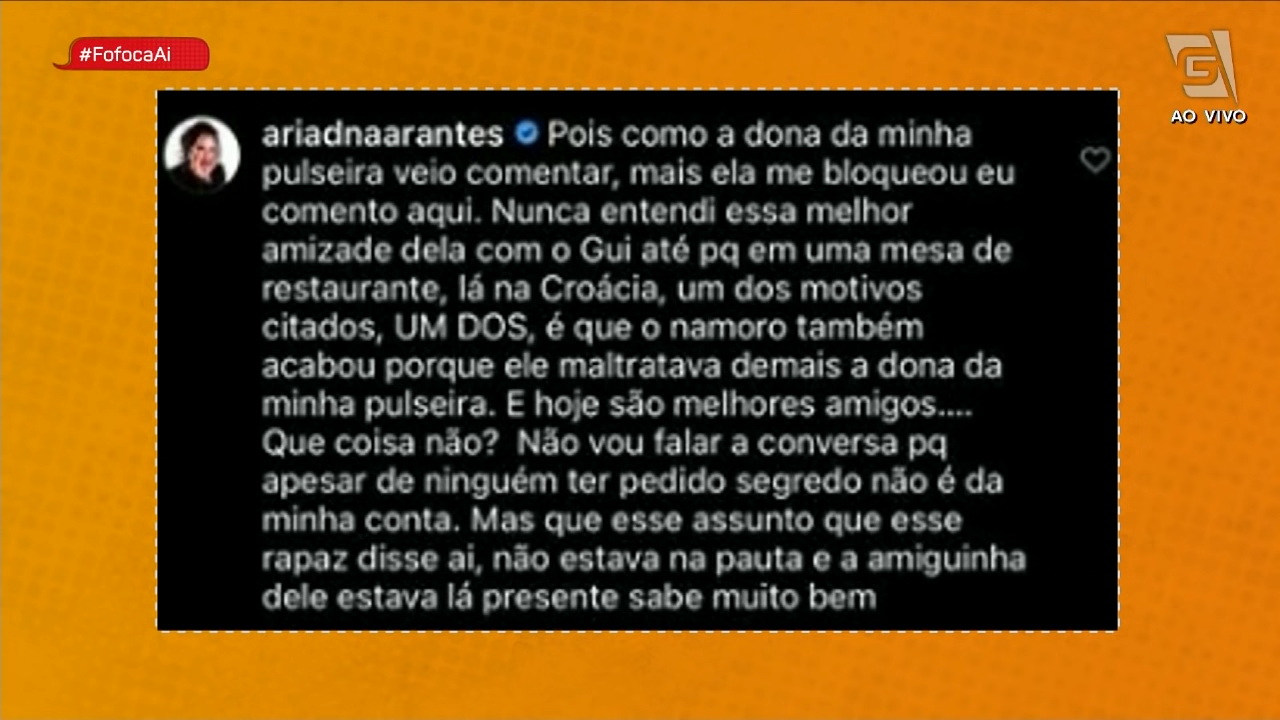 #FofocaAi
AO VIVO
ariadnaarantes Pois como a dona da minha
pulseira veio comentar, mais ela me bloqueou eu
comento aqui. Nunca entendi essa melhor
amizade dela com o Gui até pq em uma mesa de
restaurante, lá na Croácia, um dos motivos
citados, UM DOS, é que o namoro também
acabou porque ele maltratava demais a dona da
minha pulseira. E hoje são melhores amigos....
Que coisa não? Não vou falar a conversa pq
apesar de ninguém ter pedido segredo não é da
minha conta. Mas que esse assunto que esse
rapaz disse ai, não estava na pauta e a amiguinha
dele estava lá presente sabe muito bem